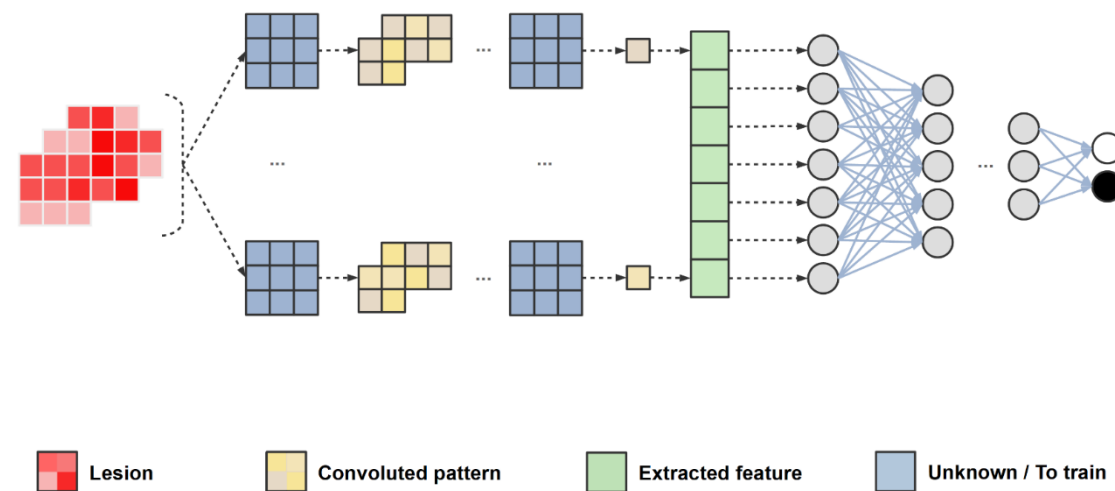 ...
...
... ...
...
Lesion
Convoluted pattern
Extracted feature
Unknown / To train